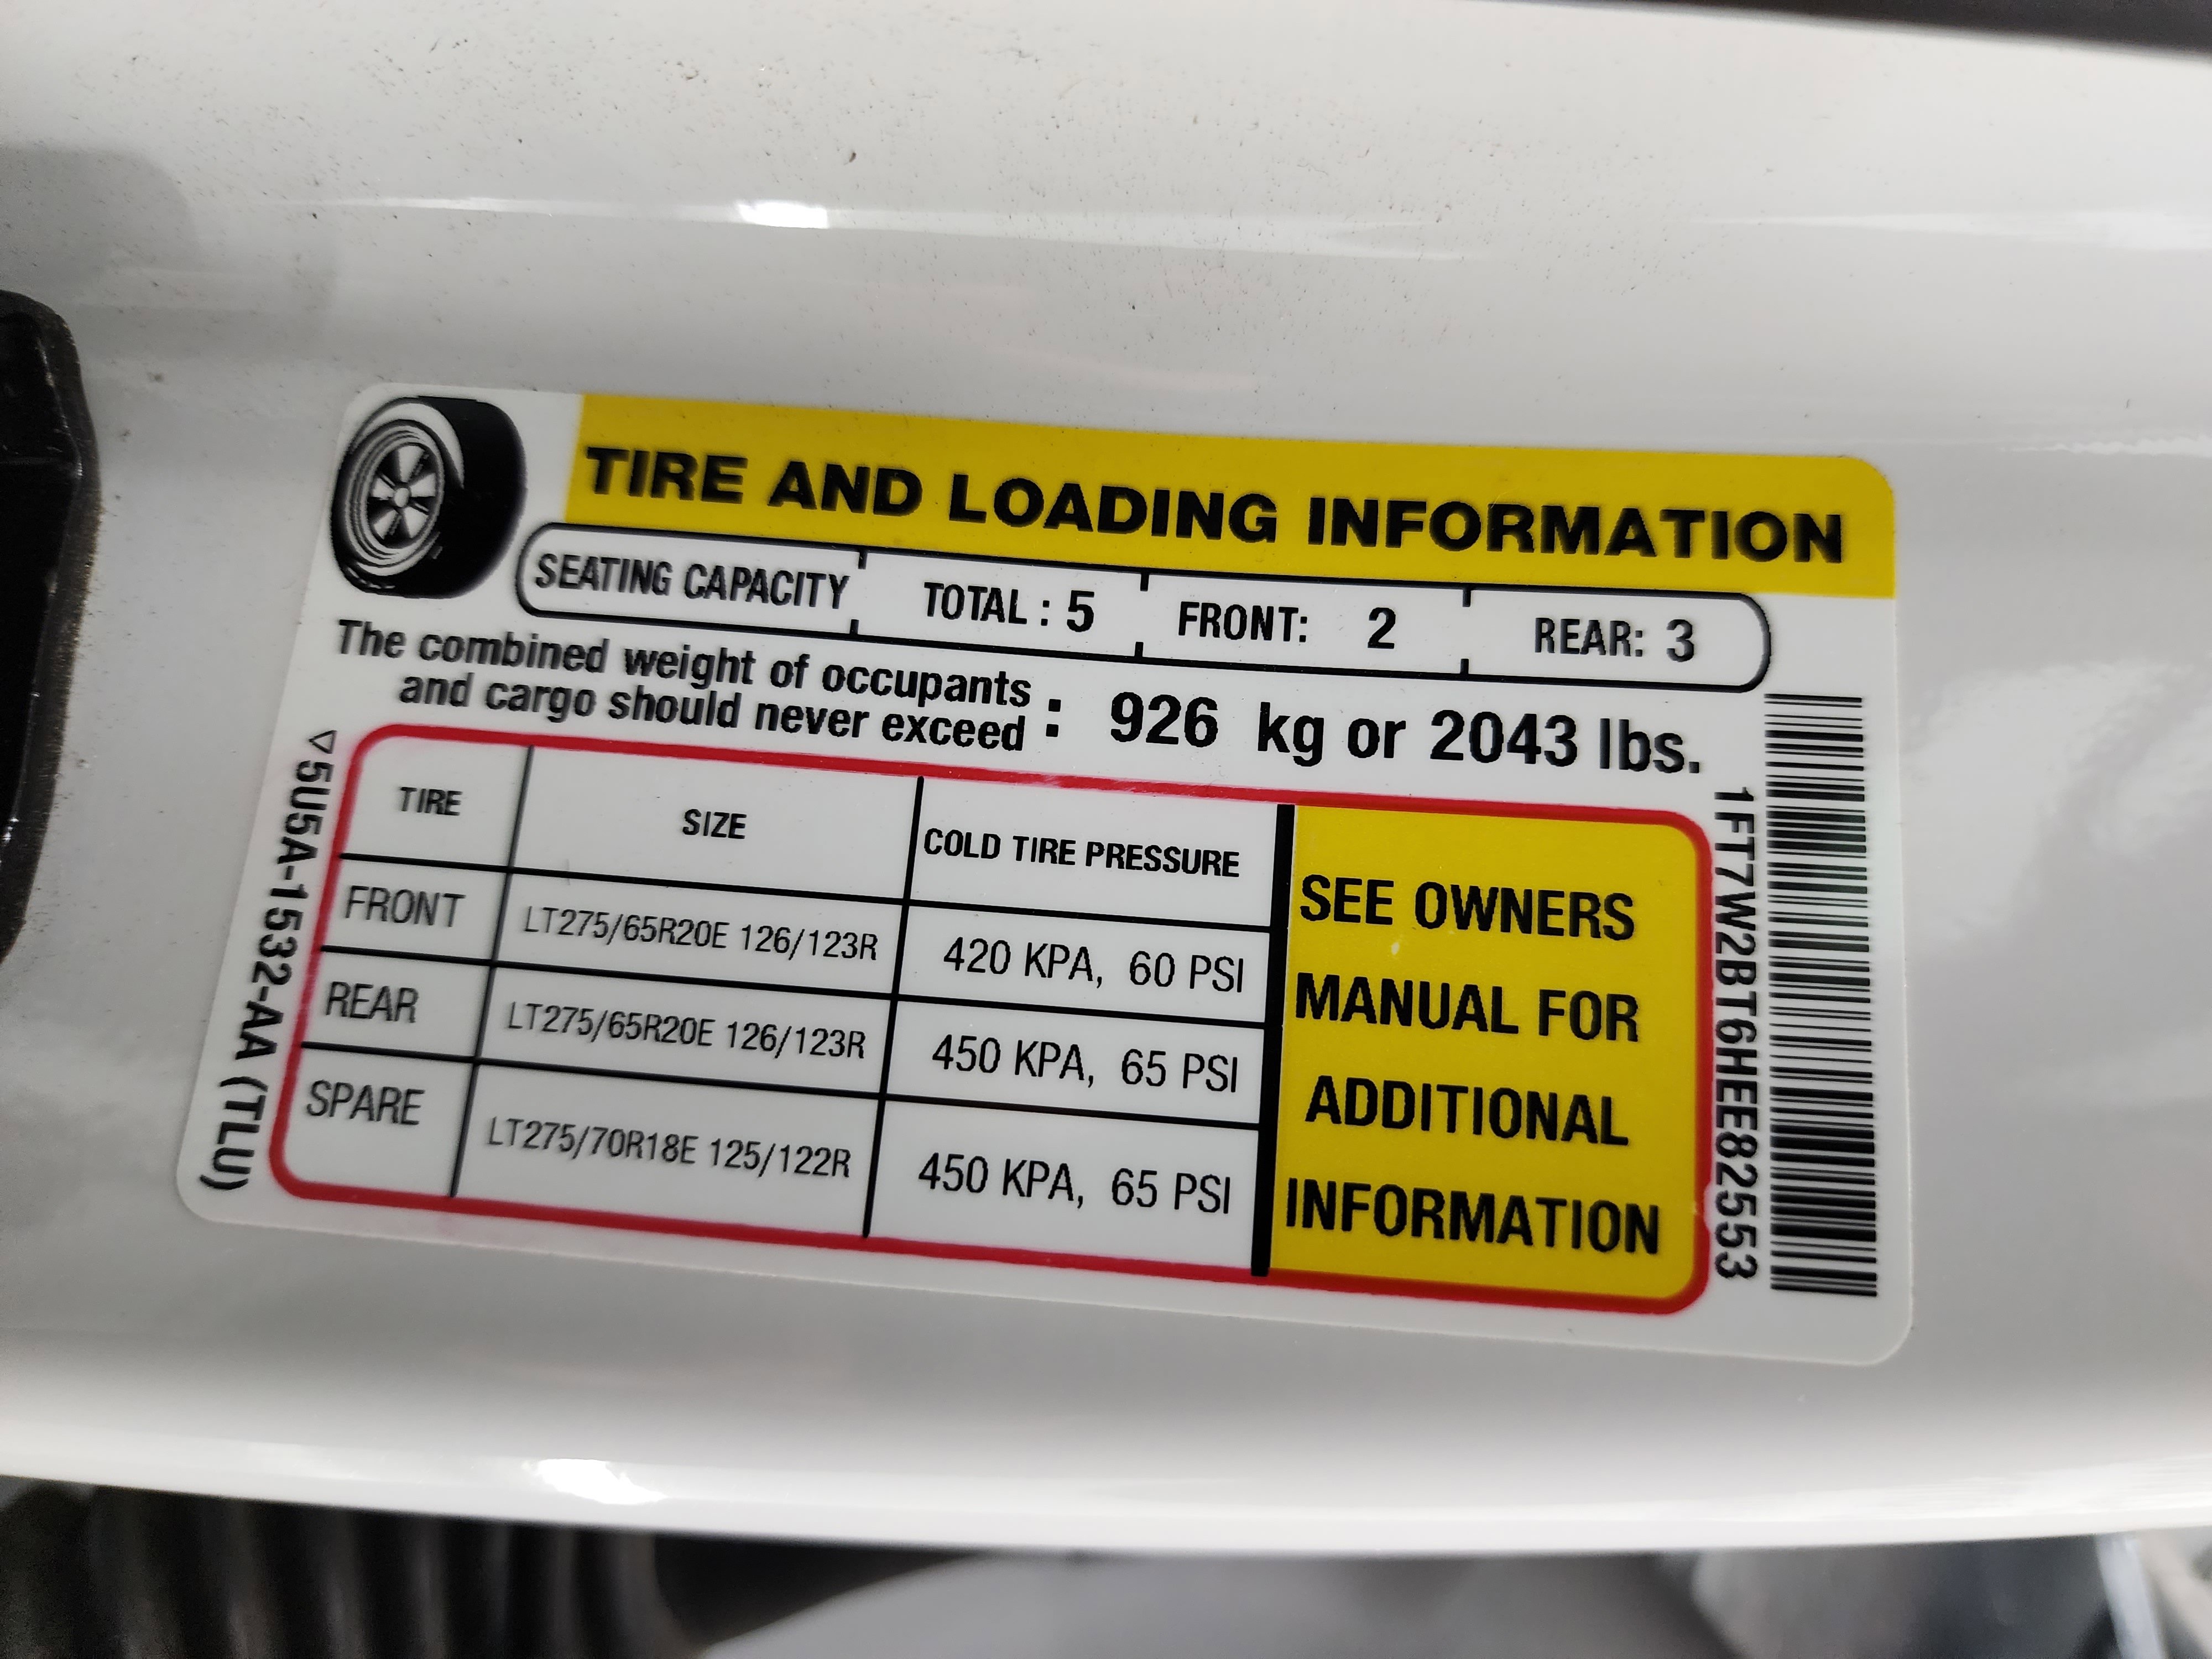 TIRE AND LOADING INFORMATION
SEATING CAPACITY TOTAL : 5 FRONT: 2 REAR: 3
The combined weight of occupants
and cargo should never exceed : 926 kg or 2043 lbs.
TIRE SIZE COLD TIRE PRESSURE
FRONT LT275/65R20E 126/123R 420 KPA, 60 PSI
REAR LT275/65R20E 126/123R 450 KPA, 65 PSI
SPARE LT275/70R18E 125/122R 450 KPA, 65 PSI
SEE OWNERS
MANUAL FOR
ADDITIONAL
INFORMATION
5U5A-1532-AA (TLU)
1FT7W2BT6HEE82553